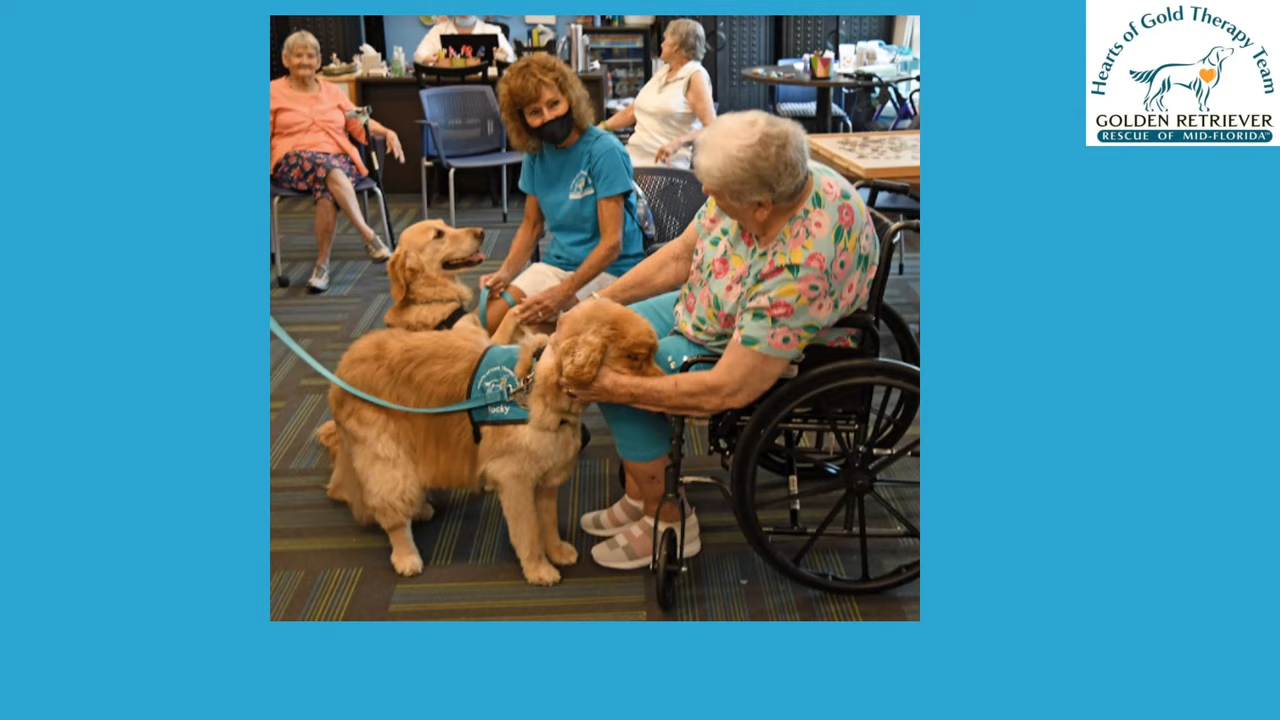 Hearts of Gold Therapy Team
GOLDEN RETRIEVER
RESCUE OF MID-FLORIDA